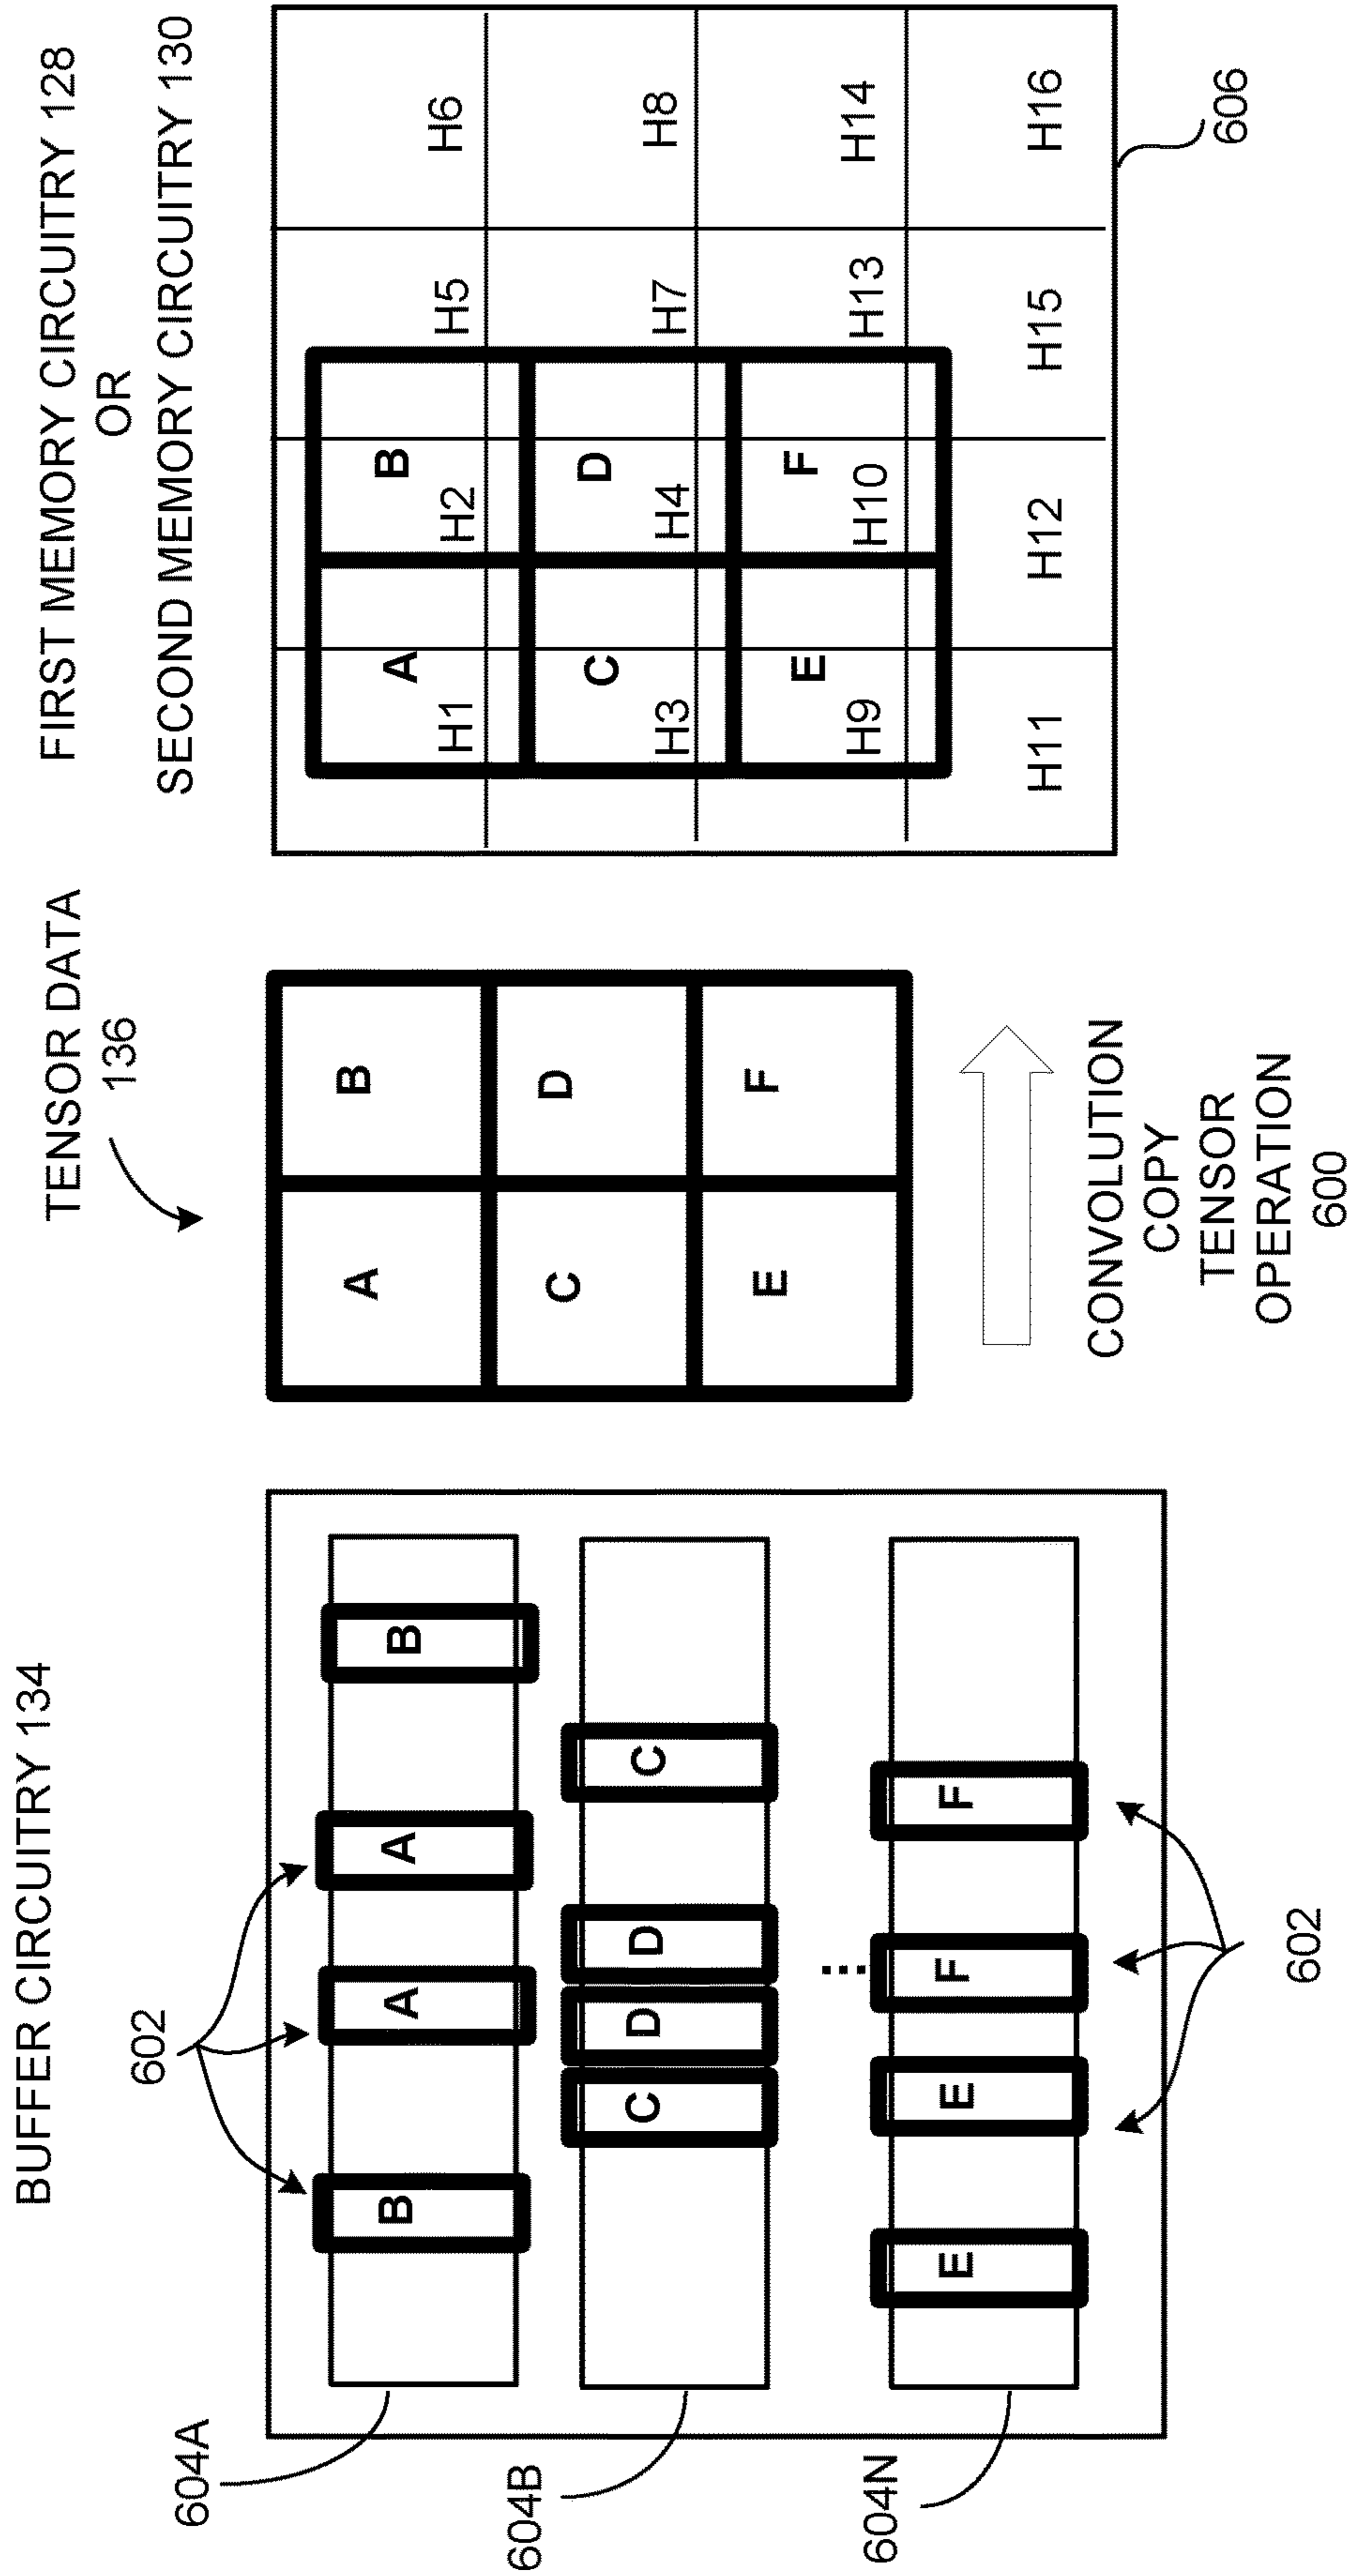 BUFFER CIRCUITRY 134
602
604A
B
A
A
B
604B
C
D
D
C
604N
E
E
F
F
602
TENSOR DATA
136
A
B
C
D
E
F
CONVOLUTION
COPY
TENSOR
OPERATION
600
FIRST MEMORY CIRCUITRY 128
OR
SECOND MEMORY CIRCUITRY 130
A
B
H1
H2
H5
H6
C
D
H3
H4
H7
H8
E
F
H9
H10
H13
H14
H11
H12
H15
H16
606